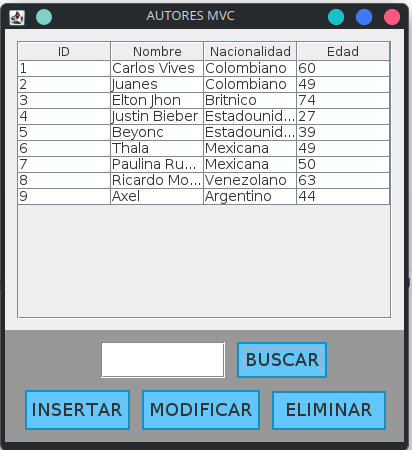 AUTORES MVC
ID Nombre Nacionalidad Edad
1 Carlos Vives Colombiano 60
2 Juanes Colombiano 49
3 Elton Jhon Britnico 74
4 Justin Bieber Estadounid... 27
5 Beyonc Estadounid... 39
6 Thala Mexicana 49
7 Paulina Ru... Mexicana 50
8 Ricardo Mo... Venezolano 63
9 Axel Argentino 44
BUSCAR
INSERTAR MODIFICAR ELIMINAR